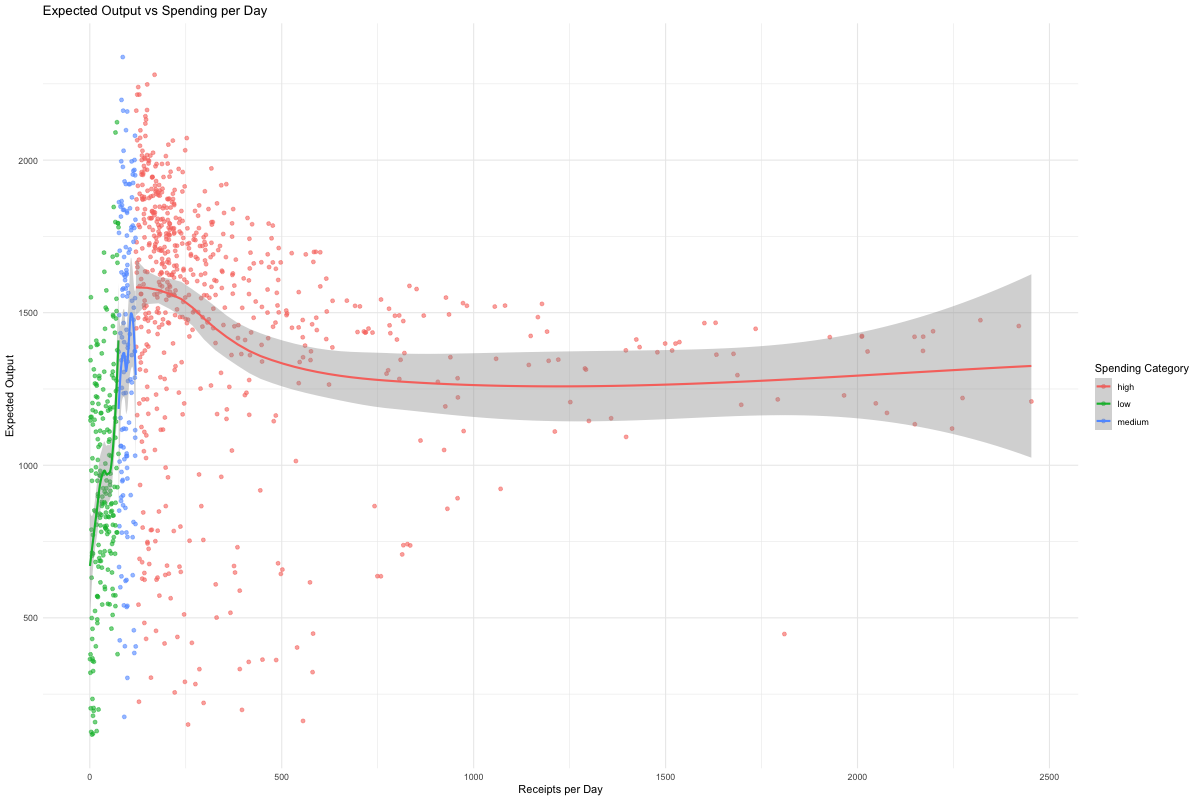 Expected Output vs Spending per Day
Expected Output
2000
1500
1000
500
0
500
1000
1500
2000
2500
Receipts per Day
Spending Category
high
low
medium